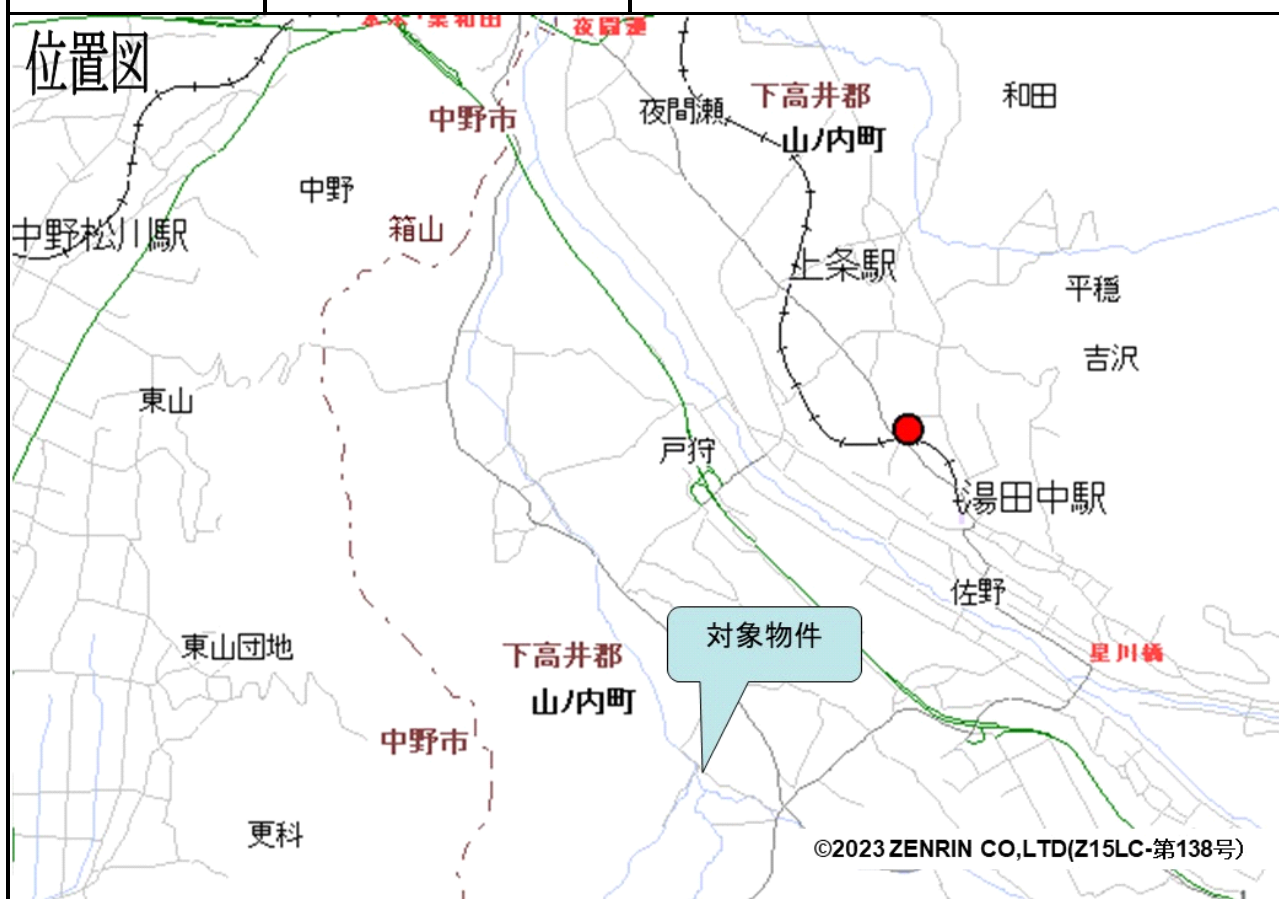 位置図
夜間瀬
中野市
夜間瀬
下高井郡
山ノ内町
和田
中野
箱山
中野松川駅
上条駅
平穏
吉沢
東山
戸狩
湯田中駅
佐野
対象物件
東山団地
下高井郡
山ノ内町
星川橋
中野市
更科
©2023 ZENRIN CO,LTD(Z15LC-第138号)